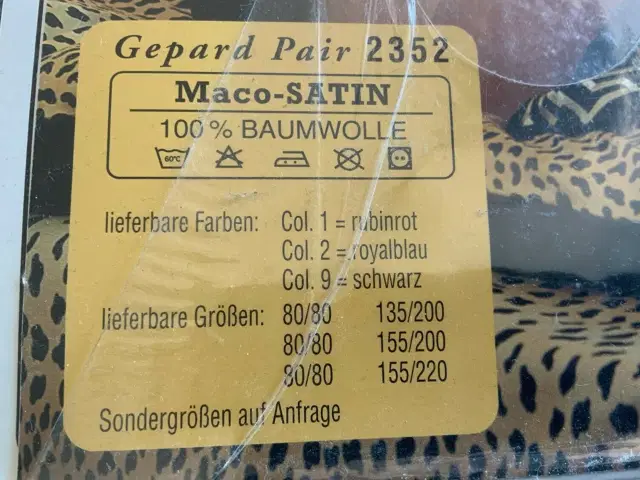 Gepard Pair 2352
Maco-SATIN
100% BAUMWOLLE
60°C
lieferbare Farben: Col. 1 = rubinrot
Col. 2 = royalblau
Col. 9 = schwarz
lieferbare Größen: 80/80 135/200
80/80 155/200
80/80 155/220
Sondergrößen auf Anfrage